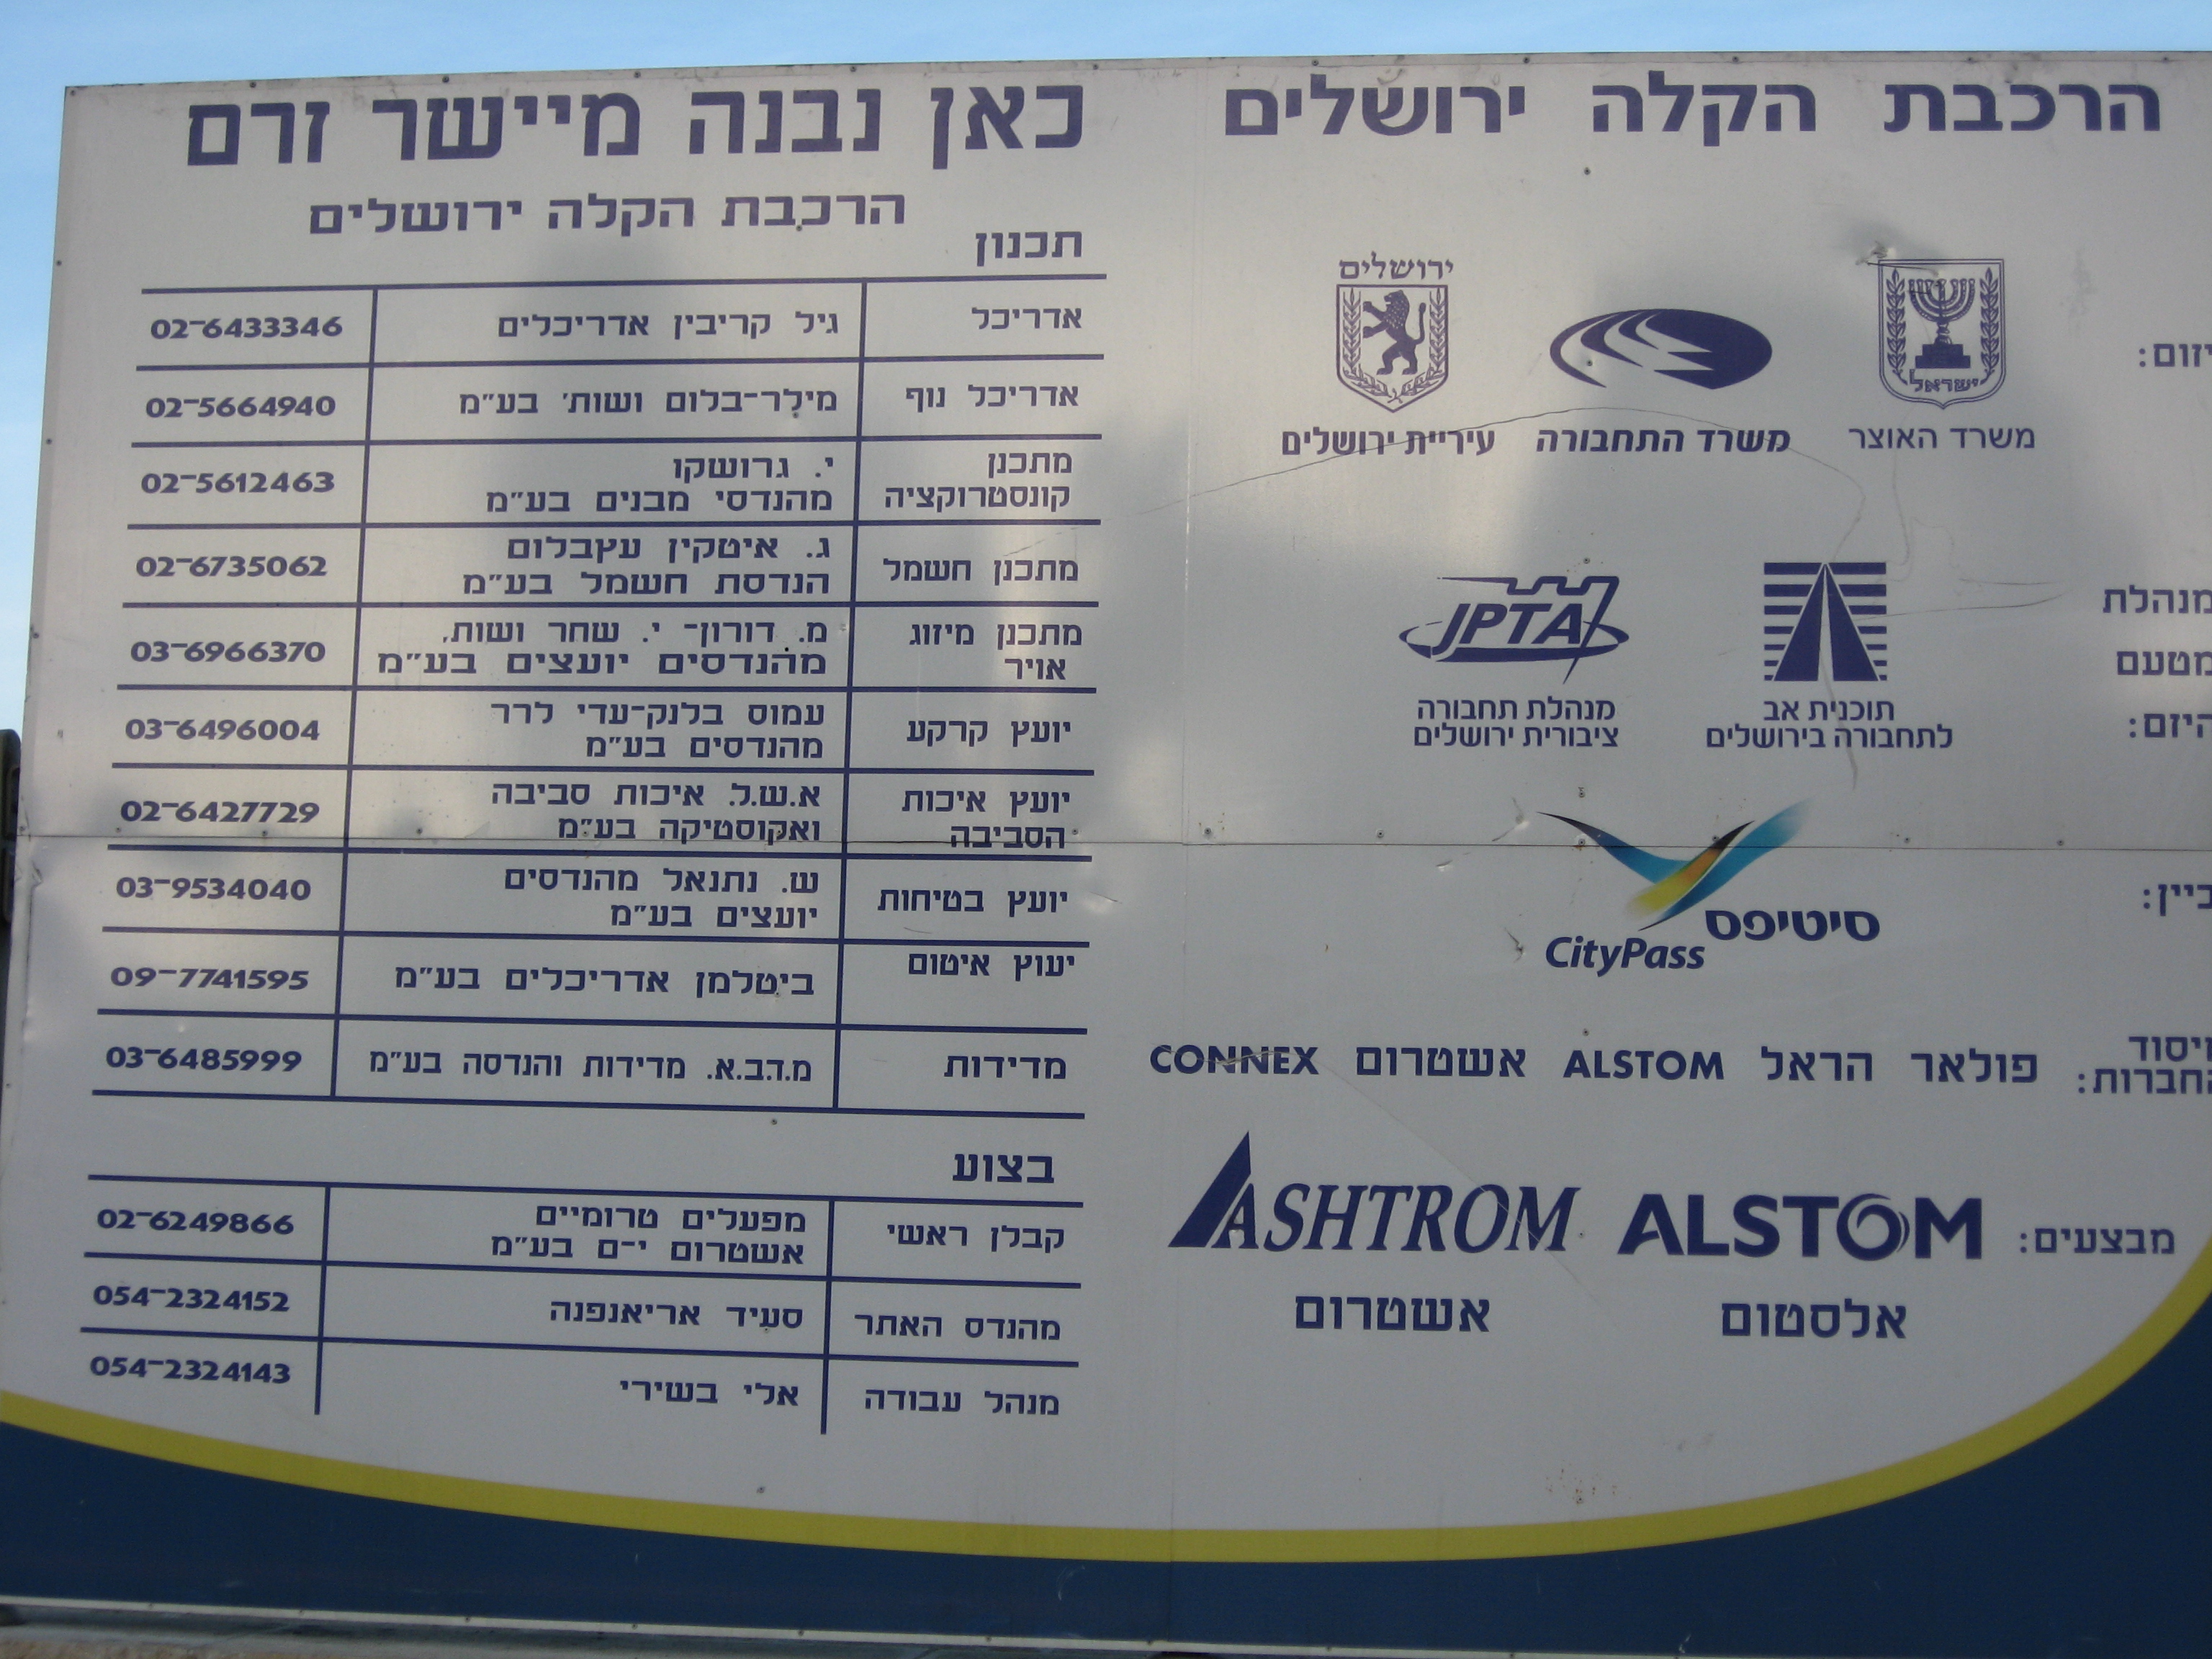 הרכבת הקלה ירושלים
ירושלים
ישראל
משרד האוצר
משרד התחבורה
עיריית ירושלים
JPTA
מטעם
תוכנית אב
לתחבורה בירושלים
מנהלת תחבורה
ציבורית ירושלים
סיטיפס
CityPass
פולאר הראל ALSTOM אשטרום CONNEX
מבצעים:
ALSTOM
ASHTROM
אלסטום
אשטרום
כאן נבנה מיישר זרם
הרכבת הקלה ירושלים
תכנון
אדריכל גיל קריבין אדריכלים 02-6433346
אדריכל נוף מילר-בלום ושות' בע"מ 02-5664940
מתכנן
קונסטרוקציה
י. גרושקו
מהנדסי מבנים בע"מ
02-5612463
מתכנן חשמל
ג. איטקין עצבלום
הנדסת חשמל בע"מ
02-6735062
מתכנן מיזוג
אויר
מ. דורון- י. שחר ושות,
מהנדסים יועצים בע"מ
03-6966370
יועץ קרקע
עמוס בלנק-עדי לרר
מהנדסים בע"מ
03-6496004
יועץ איכות
הסביבה
א.ש.ל. איכות סביבה
ואקוסטיקה בע"מ
02-6427729
יועץ בטיחות
ש. נתנאל מהנדסים
יועצים בע"מ
03-9534040
יעוץ איטום ביטלמן אדריכלים בע"מ 09-7741595
מדידות מ.ד.ב.א. מדידות והנדסה בע"מ 03-6485999
בצוע
קבלן ראשי
מפעלים טרומיים
אשטרום י-ם בע"מ
02-6249866
מהנדס האתר סעיד אריאנפנה 054-2324152
מנהל עבודה אלי בשירי 054-2324143